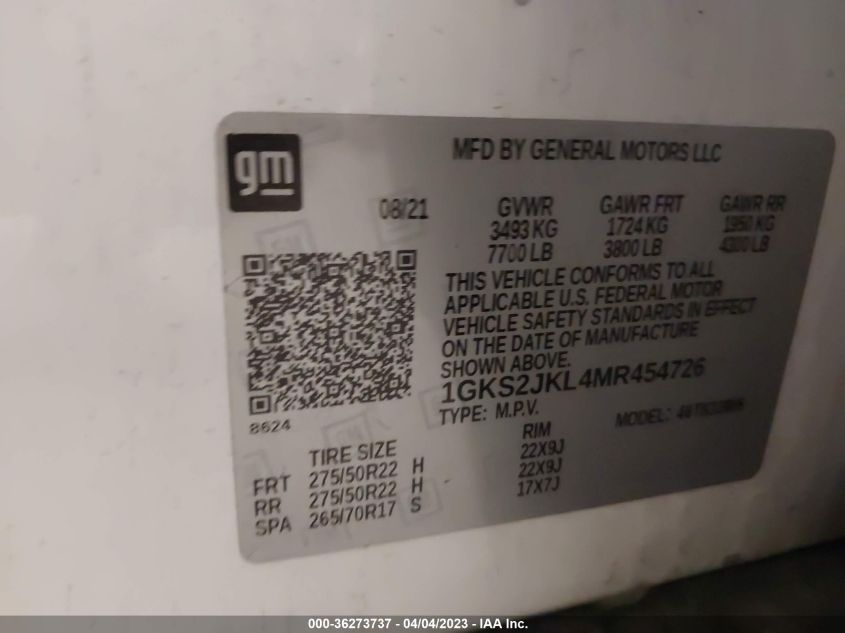 gm
MFD BY GENERAL MOTORS LLC
08/21
GVWR GAWR FRT GAWR RR
3493 KG 1724 KG 1950 KG
7700 LB 3800 LB 4300 LB
THIS VEHICLE CONFORMS TO ALL
APPLICABLE U.S. FEDERAL MOTOR
VEHICLE SAFETY STANDARDS IN EFFECT
ON THE DATE OF MANUFACTURE
SHOWN ABOVE.
1GKS2JKL4MR454726
TYPE: M.P.V. MODEL:
8624
TIRE SIZE RIM
FRT 275/50R22 H 22X9J
RR 275/50R22 H 22X9J
SPA 265/70R17 S 17X7J
000-36273737 - 04/04/2023 - IAA Inc.